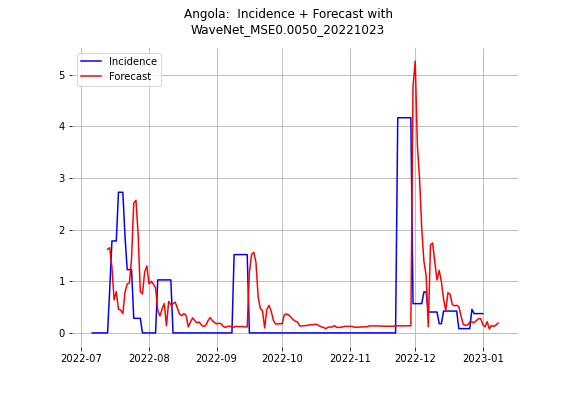 Angola:  Incidence + Forecast with
WaveNet_MSE0.0050_20221023
Incidence
Forecast
5
4
3
2
1
0
2022-07 2022-08 2022-09 2022-10 2022-11 2022-12 2023-01